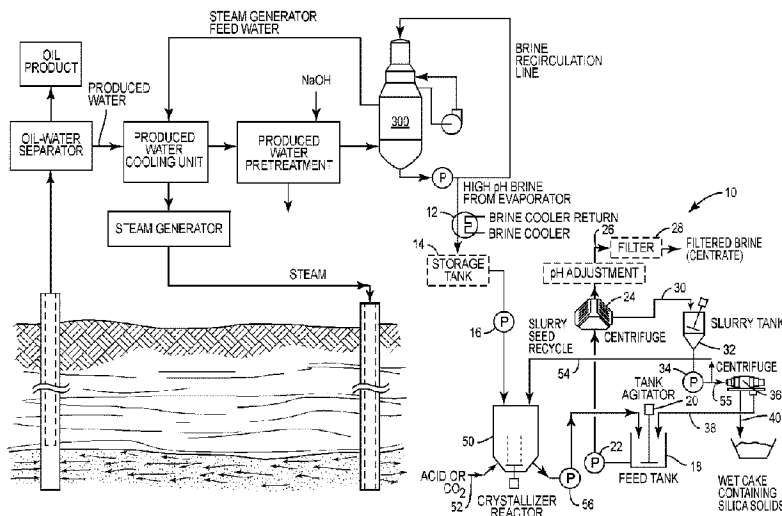 STEAM GENERATOR
FEED WATER
BRINE
RECIRCULATION
LINE
OIL
PRODUCT
PRODUCED
WATER
NaOH
300
OIL-WATER
SEPARATOR
PRODUCED
WATER
COOLING UNIT
PRODUCED
WATER
PRETREATMENT
P
HIGH pH BRINE
FROM EVAPORATOR
10
12
BRINE COOLER RETURN
BRINE COOLER
26
28
FILTER
FILTERED BRINE
(CENTRATE)
STEAM GENERATOR
14
STORAGE
TANK
pH ADJUSTMENT
STEAM
24
30
SLURRY TANK
16
P
SLURRY
SEED
RECYCLE
CENTRIFUGE
32
54
34
P
CENTRIFUGE
55
36
TANK
AGITATOR
20
40
38
50
22
P
18
FEED TANK
ACID OR
CO2
52
CRYSTALLIZER
REACTOR
P
56
WET CAKE
CONTAINING
SILICA SOLIDS